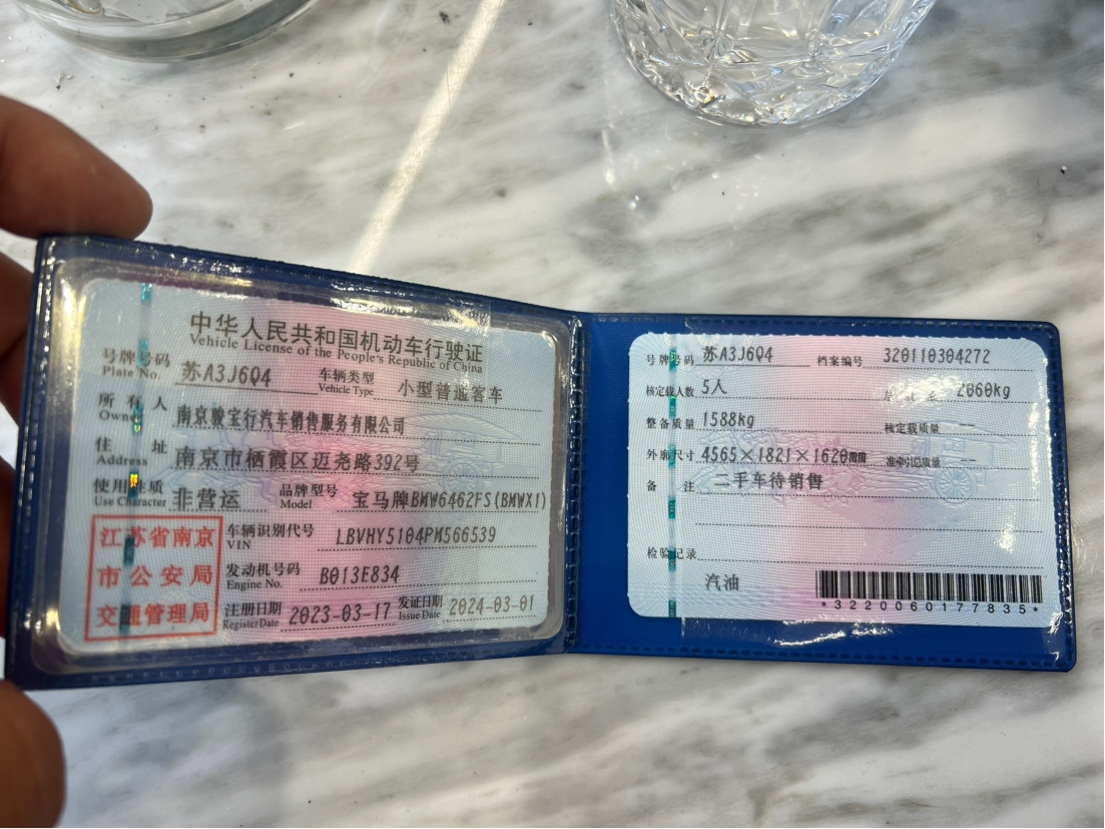 中华人民共和国机动车行驶证
Vehicle License of the People's Republic of China
号牌号码 苏A3J6Q4 车辆类型 小型普通客车
Plate No. Vehicle Type
所有人 南京骏宝行汽车销售服务有限公司
Owner
住址 南京市栖霞区迈尧路392号
Address
使用性质 非营运 品牌型号 宝马牌BMW6462FS(BMWX1)
Use Character Model
江苏省南京
市公安局
交通管理局
车辆识别代号 LBVHY5104PM566539
VIN
发动机号码 B013E834
Engine No.
注册日期 2023-03-17 发证日期 2024-03-01
Register Date Issue Date
号牌号码 苏A3J6Q4 档案编号 320110304272
核定载人数 5人 2060kg
整备质量 1588kg 核定载质量 --
外廓尺寸 4565×1821×1620 准牵引总质量 --
备注 二手车待销售
检验记录
汽油
*3220060177835*